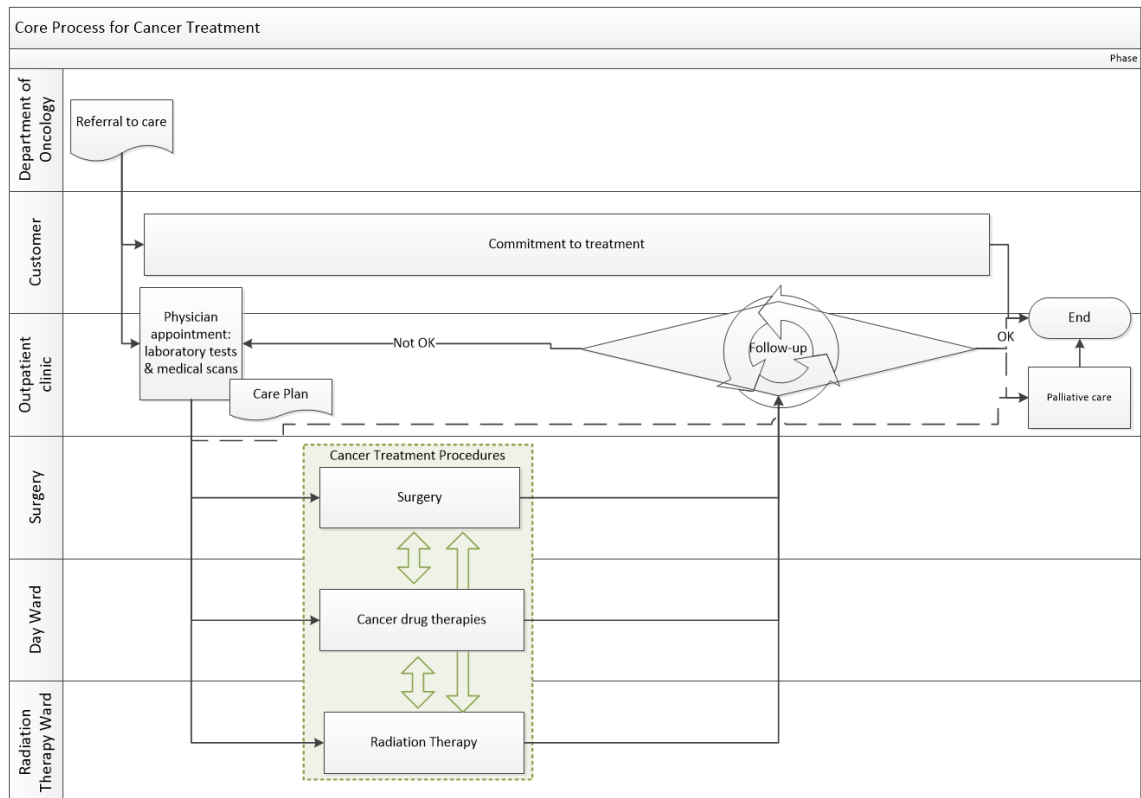 Core Process for Cancer Treatment
Phase
Department of
Oncology
Referral to care
Customer
Commitment to treatment
Outpatient
clinic
Physician
appointment:
laboratory tests
& medical scans
Care Plan
Not OK
Follow-up
OK
End
Palliative care
Surgery
Cancer Treatment Procedures
Surgery
Day Ward
Cancer drug therapies
Radiation
Therapy Ward
Radiation Therapy